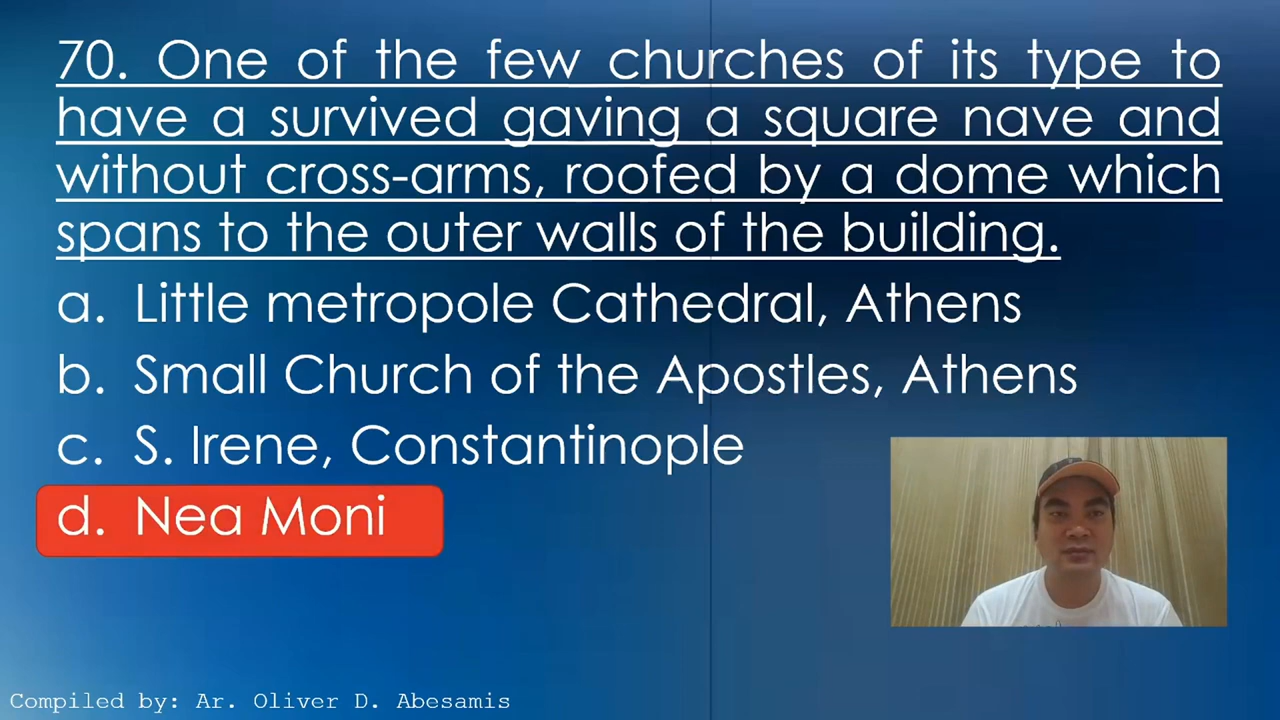 70. One of the few churches of its type to
have a survived gaving a square nave and
without cross-arms, roofed by a dome which
spans to the outer walls of the building.
a. Little metropole Cathedral, Athens
b. Small Church of the Apostles, Athens
c. S. Irene, Constantinople
d. Nea Moni
Compiled by: Ar. Oliver D. Abesamis